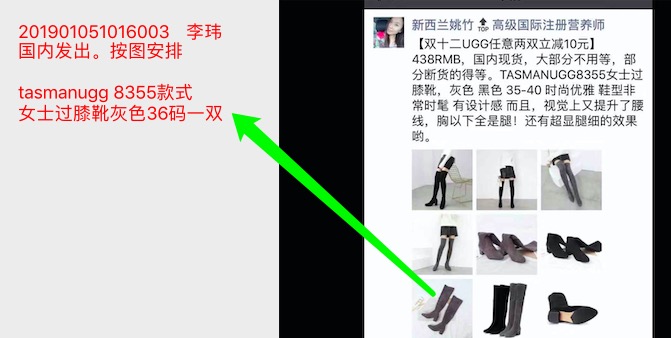 201901051016003 李玮
国内发出。按图安排
tasmanugg 8355款式
女士过膝靴灰色36码一双
新西兰姚竹 TOP 高级国际注册营养师
【双十二UGG任意两双立减10元】
438RMB，国内现货，大部分不用等，部
分断货的得等。TASMANUGG8355女士过
膝靴，灰色 黑色 35-40 时尚优雅 鞋型非
常时髦 有设计感 而且，视觉上又提升了腰
线，胸以下全是腿！还有超显腿细的效果
哟。